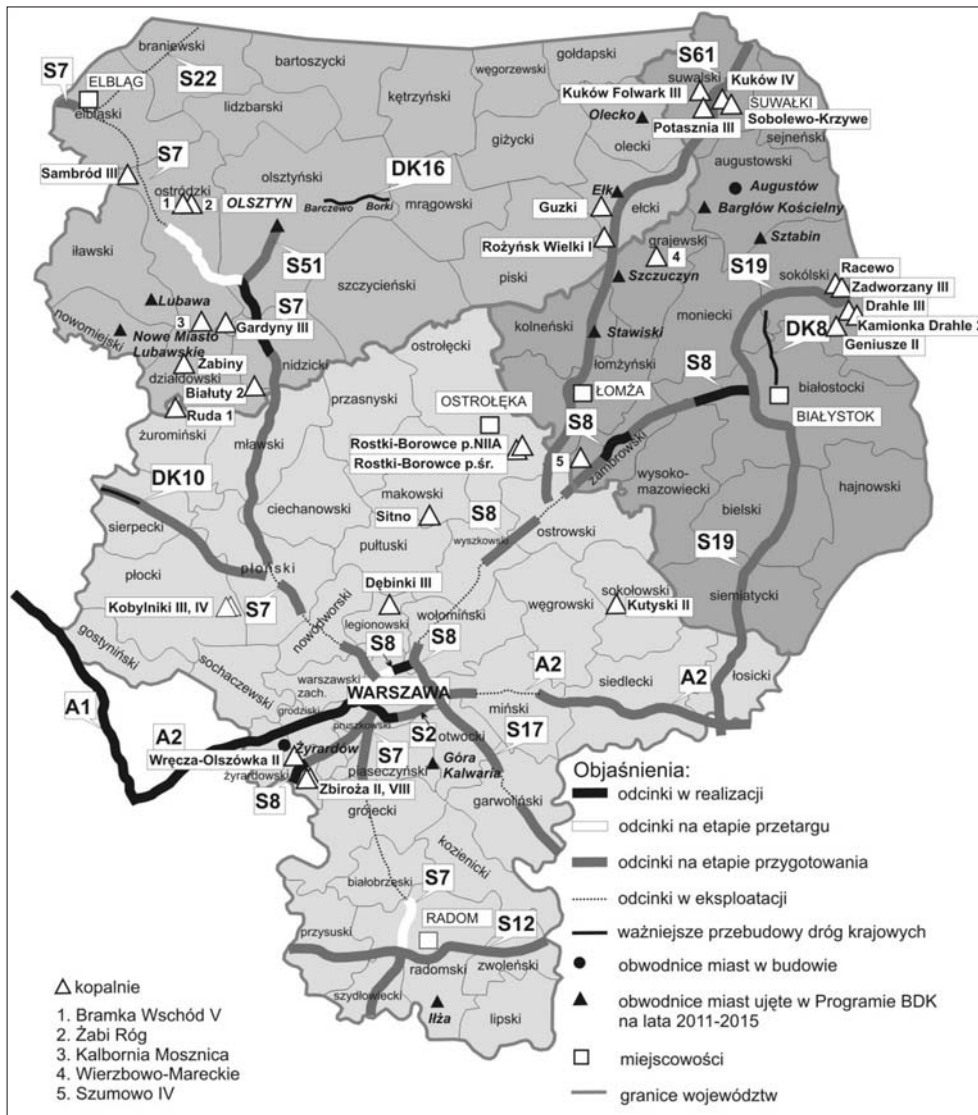 braniewski
bartoszycki
gołdapski
węgorzewski
S61
S7
ELBLĄG
S22
suwalski
Kuków IV
Kuków Folwark III
SUWAŁKI
kętrzyński
elbląski
lidzbarski
Olecko
Sobolewo-Krzywe
Potasznia III
giżycki
olecki
sejneński
S7
augustowski
Sambród III
olsztyński
DK16
Ełk
Augustów
ostródzki
1
2
OLSZTYN
Barczewo
Borki
mrągowski
Guzki
ełcki
Bargłów Kościelny
Rożyńsk Wielki I
grajewski
Sztabin
iławski
S51
4
S19
Racewo
piski
Szczuczyn
sokólski
Zadworzany III
szczycieński
Lubawa
S7
Drahle III
moniecki
nowomiejski
3
Gardyny III
kolneński
Stawiski
DK8
Kamionka Drahle 2
Nowe Miasto
Lubawskie
Geniusze II
ostrołęcki
nidzicki
Żabiny
łomżyński
S8
działdowski
Białuty 2
przasnyski
ŁOMŻA
białostocki
OSTROŁĘKA
Ruda 1
S8
BIAŁYSTOK
żuromiński
mławski
Rostki-Borowce p.NIIA
Rostki-Borowce p.śr.
5
zambrowski
DK10
wysoko-
mazowiecki
hajnowski
makowski
ciechanowski
bielski
sierpecki
Sitno
S8
wyszkowski
ostrowski
pułtuski
S19
płocki
płoński
Dębinki III
sokołowski
siemiatycki
Kobylniki III, IV
S7
nowodworski
legionowski
wołomiński
węgrowski
Kutyski II
gostyniński
S8
S8
sochaczewski
A2
warszawski
zach.
siedlecki
A2
łosicki
WARSZAWA
A1
grodziski
miński
A2
pruszkowski
S2
otwocki
S17
Żyrardów
S7
Wręcza-Olszówka II
piaseczyński
Góra
Kalwaria
żyrardowski
Zbiroża II, VIII
S8
garwoliński
grójecki
kozienicki
białobrzeski
S7
RADOM
S12
przysuski
radomski
zwoleński
szydłowiecki
Iłża
lipski
Objaśnienia:
odcinki w realizacji
odcinki na etapie przetargu
odcinki na etapie przygotowania
odcinki w eksploatacji
ważniejsze przebudowy dróg krajowych
obwodnice miast w budowie
obwodnice miast ujęte w Programie BDK
na lata 2011-2015
miejscowości
granice województw
kopalnie
1. Bramka Wschód V
2. Żabi Róg
3. Kalbornia Mosznica
4. Wierzbowo-Mareckie
5. Szumowo IV